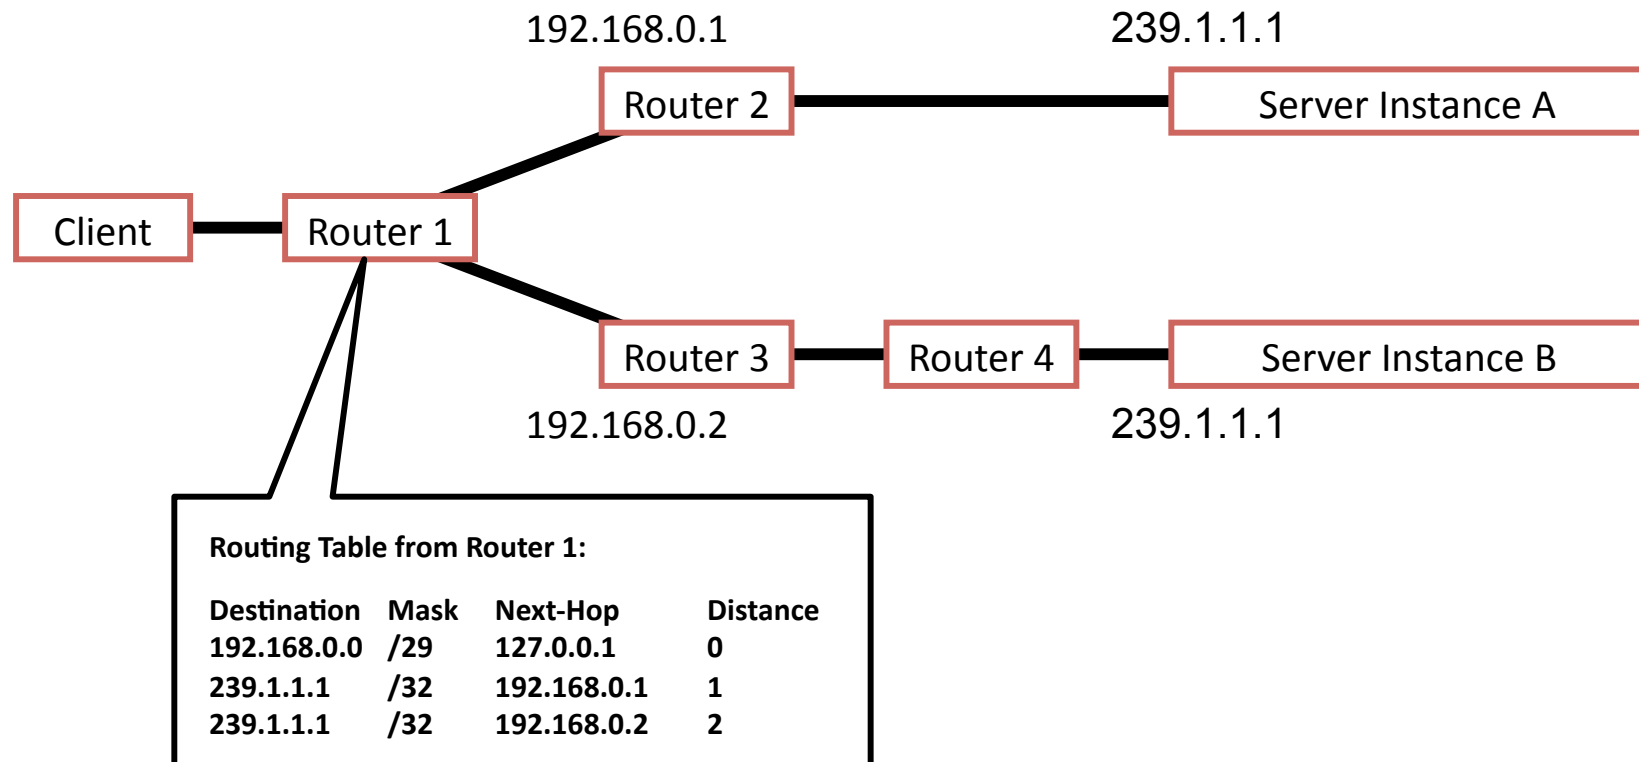 192.168.0.1 239.1.1.1
Router 2 Server Instance A
Client Router 1
Router 3 Router 4 Server Instance B
192.168.0.2 239.1.1.1
Routing Table from Router 1:
Destination Mask Next-Hop Distance
192.168.0.0 /29 127.0.0.1 0
239.1.1.1 /32 192.168.0.1 1
239.1.1.1 /32 192.168.0.2 2